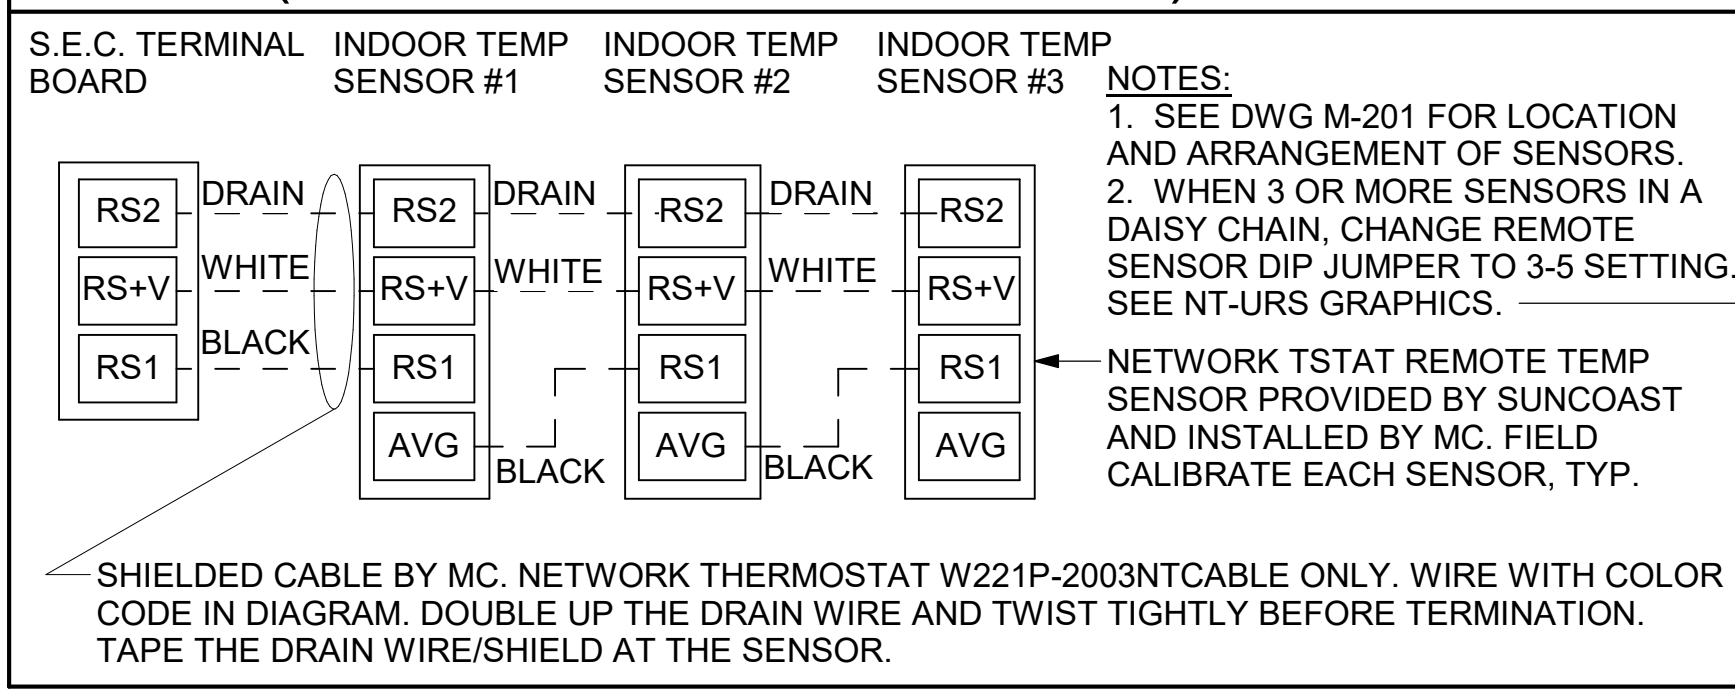 S.E.C. TERMINAL BOARD
INDOOR TEMP SENSOR #1
INDOOR TEMP SENSOR #2
INDOOR TEMP SENSOR #3
RS2
DRAIN
RS2
DRAIN
RS2
DRAIN
RS2
RS+V
WHITE
RS+V
WHITE
RS+V
WHITE
RS+V
RS1
BLACK
RS1
RS1
RS1
AVG
BLACK
AVG
BLACK
AVG
NOTES:
1. SEE DWG M-201 FOR LOCATION
AND ARRANGEMENT OF SENSORS.
2. WHEN 3 OR MORE SENSORS IN A
DAISY CHAIN, CHANGE REMOTE
SENSOR DIP JUMPER TO 3-5 SETTING.
SEE NT-URS GRAPHICS.
NETWORK TSTAT REMOTE TEMP
SENSOR PROVIDED BY SUNCOAST
AND INSTALLED BY MC. FIELD
CALIBRATE EACH SENSOR, TYP.
SHIELDED CABLE BY MC. NETWORK THERMOSTAT W221P-2003NTCABLE ONLY. WIRE WITH COLOR
CODE IN DIAGRAM. DOUBLE UP THE DRAIN WIRE AND TWIST TIGHTLY BEFORE TERMINATION.
TAPE THE DRAIN WIRE/SHIELD AT THE SENSOR.